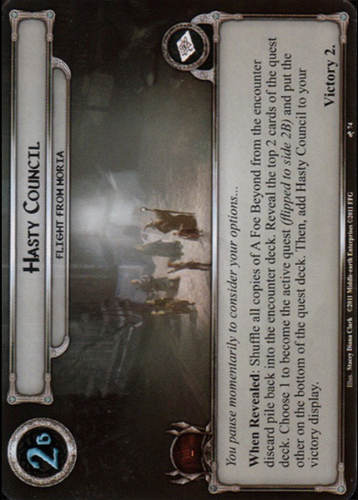 2B
HASTY COUNCIL
FLIGHT FROM MORIA
You pause momentarily to consider your options...
When Revealed: Shuffle all copies of A Foe Beyond from the encounter
discard pile back into the encounter deck. Reveal the top 2 cards of the quest
deck. Choose 1 to become the active quest (flipped to side 2B) and put the
other on the bottom of the quest deck. Then, add Hasty Council to your
victory display.
Victory 2.
Illus. Stacey Diana Clark ©2011 Middle-earth Enterprises ©2011 FFG 74